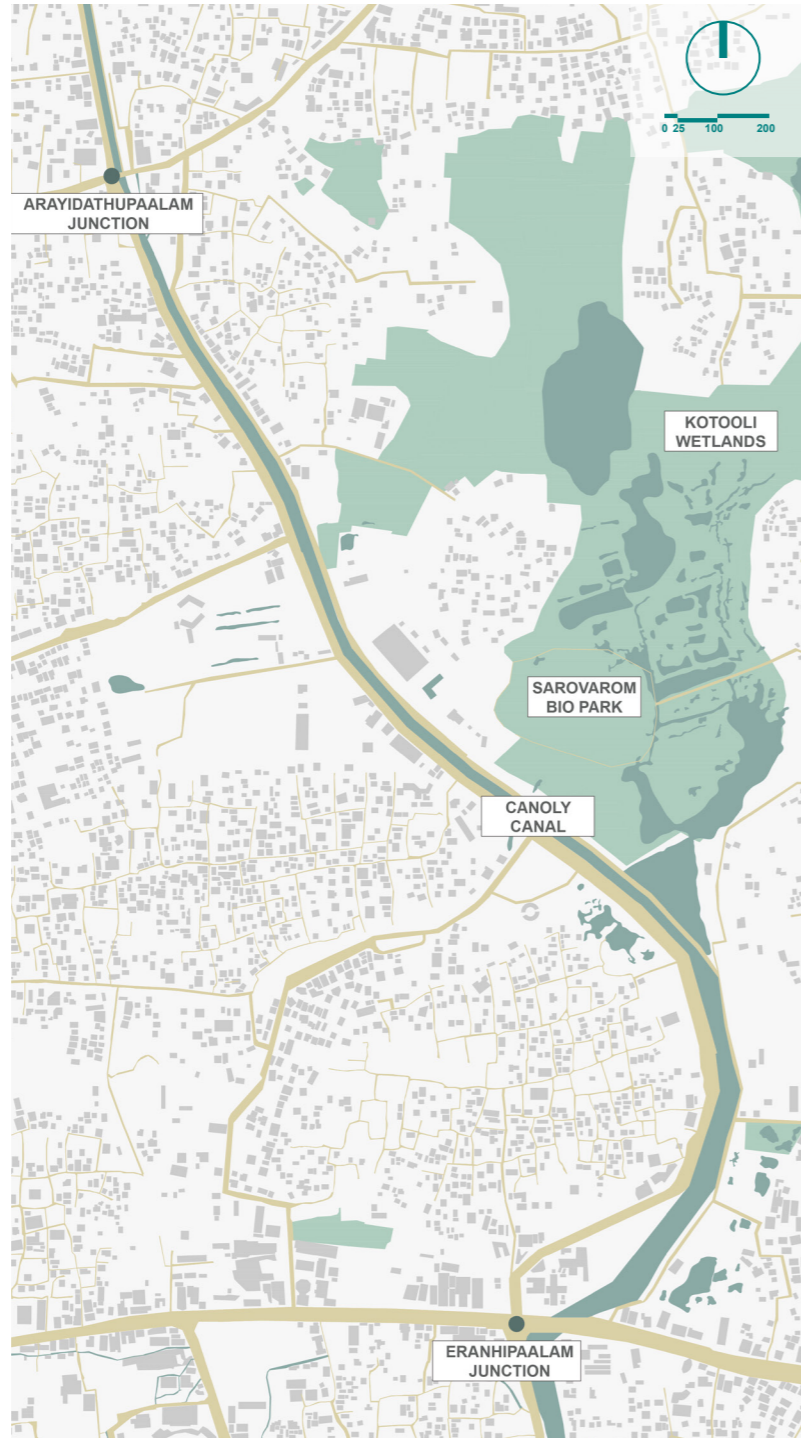 0 25 100 200
ARAYIDATHUPAALAM
JUNCTION
KOTOOLI
WETLANDS
SAROVAROM
BIO PARK
CANOLY
CANAL
ERANHIPAALAM
JUNCTION